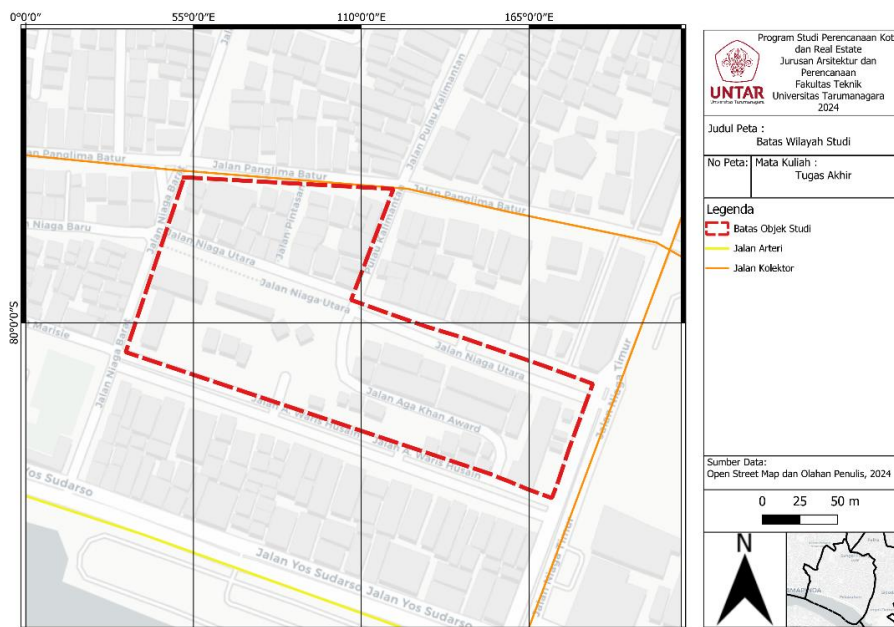 0°0'0"E
55°0'0"E
110°0'0"E
165°0'0"E
80°0'0"S
Jalan Pulau Kalimantan
an Panglima Batur
Jalan Panglima Batur
Jalan Panglima Batur
Jalan Niaga Barat
Jalan Pintasan
Pulau Kalimantan
n Niaga Baru
Jalan Niaga Utara
Jalan Niaga Utara
Jalan Niaga Utara
Marisie
Jalan Niaga Barat
Jalan Niaga Timur
Jalan Aga Khan Award
Jalan A. Waris Husain
Jalan A. Waris Husain
Yos Sudarso
Jalan Yos Sudarso
Jalan Yos Sudarso
Jalan Niaga Timur
UNTAR
Universitas Tarumanagara
Program Studi Perencanaan Kot
dan Real Estate
Jurusan Arsitektur dan
Perencanaan
Fakultas Teknik
Universitas Tarumanagara
2024
Judul Peta :
Batas Wilayah Studi
No Peta:
Mata Kuliah :
Tugas Akhir
Legenda
Batas Objek Studi
Jalan Arteri
Jalan Kolektor
Sumber Data:
Open Street Map dan Olahan Penulis, 2024
0 25 50 m
N